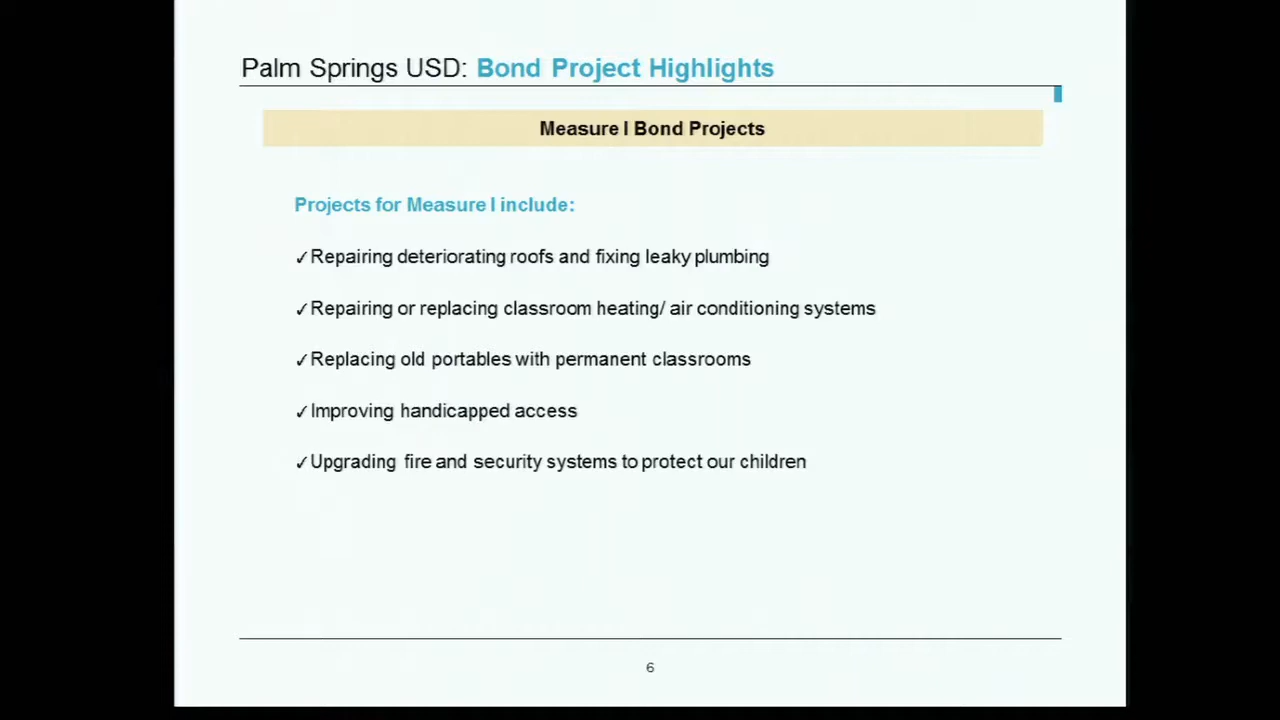 Palm Springs USD: Bond Project Highlights
Measure I Bond Projects
Projects for Measure I include:
✓Repairing deteriorating roofs and fixing leaky plumbing
✓Repairing or replacing classroom heating/ air conditioning systems
✓Replacing old portables with permanent classrooms
✓Improving handicapped access
✓Upgrading fire and security systems to protect our children
6